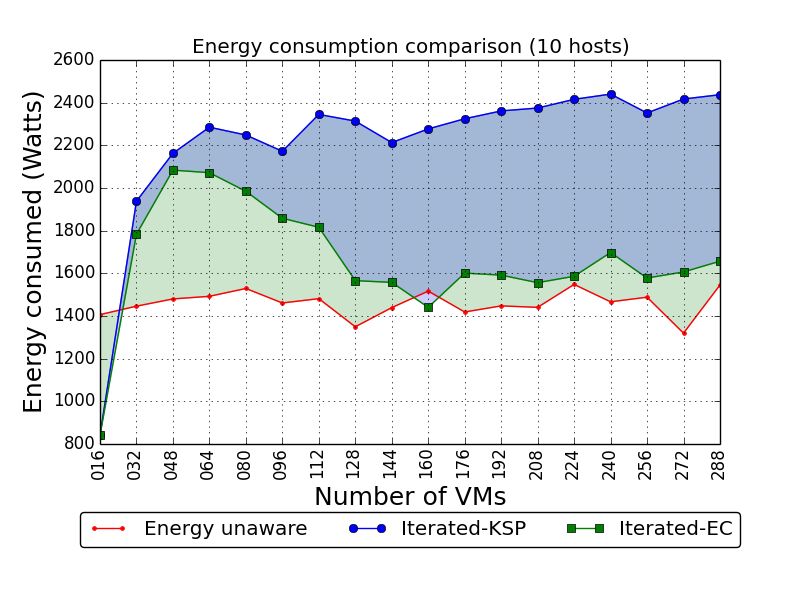 Energy consumption comparison (10 hosts)
Energy consumed (Watts)
2600
2400
2200
2000
1800
1600
1400
1200
1000
800
016 032 048 064 080 096 112 128 144 160 176 192 208 224 240 256 272 288
Number of VMs
Energy unaware Iterated-KSP Iterated-EC